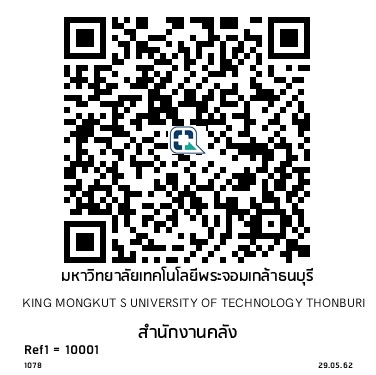 มหาวิทยาลัยเทคโนโลยีพระจอมเกล้าธนบุรี
KING MONGKUT S UNIVERSITY OF TECHNOLOGY THONBURI
สำนักงานคลัง
Ref1 = 10001
1078 29.05.62